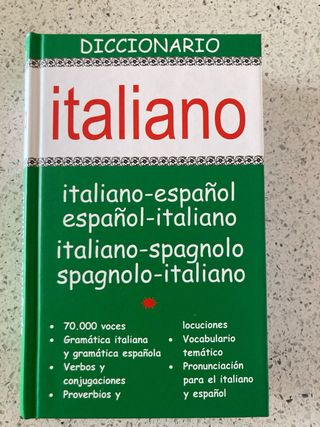 DICCIONARIO
italiano
italiano-español
español-italiano
italiano-spagnolo
spagnolo-italiano
• 70.000 voces
• Gramática italiana
y gramática española
• Verbos y
conjugaciones
• Proverbios y
locuciones
• Vocabulario
temático
• Pronunciación
para el italiano
y español